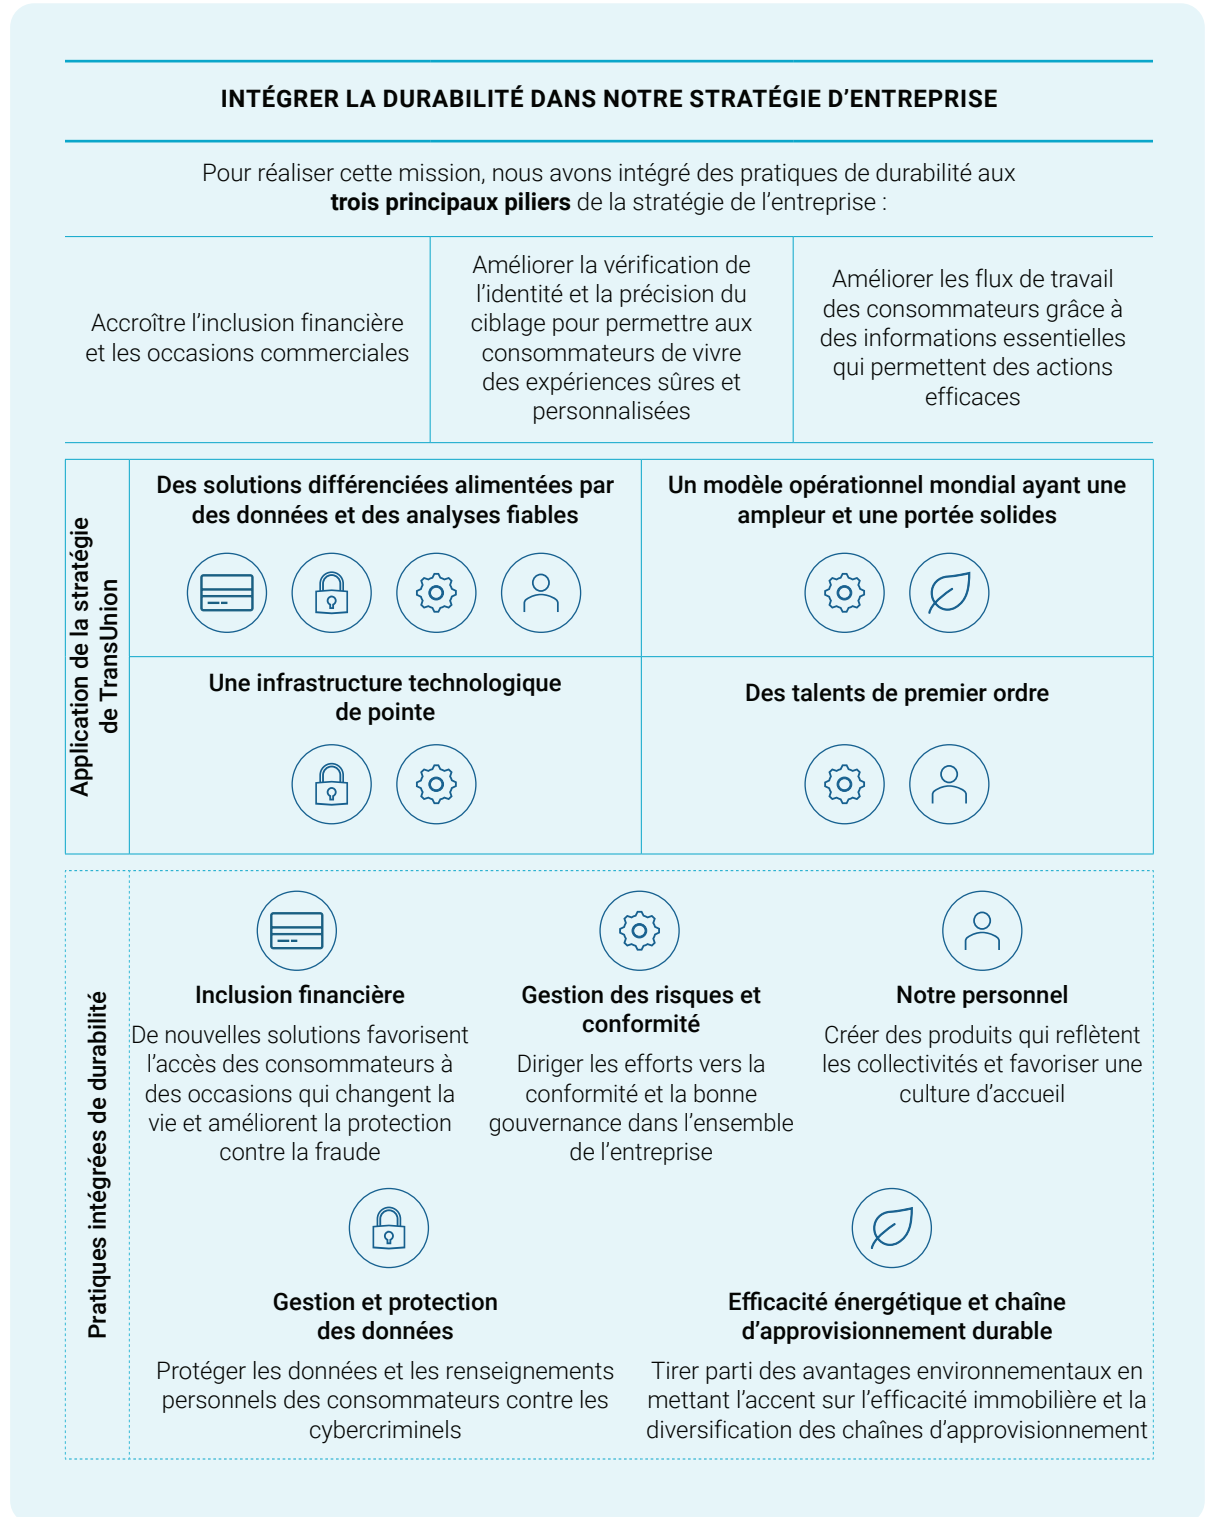 INTÉGRER LA DURABILITÉ DANS NOTRE STRATÉGIE D'ENTREPRISE
Pour réaliser cette mission, nous avons intégré des pratiques de durabilité aux
trois principaux piliers de la stratégie de l'entreprise :
Accroître l'inclusion financière
et les occasions commerciales
Améliorer la vérification de
l'identité et la précision du
ciblage pour permettre aux
consommateurs de vivre
des expériences sûres et
personnalisées
Améliorer les flux de travail
des consommateurs grâce à
des informations essentielles
qui permettent des actions
efficaces
Application de la stratégie
de TransUnion
Des solutions différenciées alimentées par
des données et des analyses fiables
Un modèle opérationnel mondial ayant une
ampleur et une portée solides
Une infrastructure technologique
de pointe
Des talents de premier ordre
Pratiques intégrées de durabilité
Inclusion financière
De nouvelles solutions favorisent
l'accès des consommateurs à
des occasions qui changent la
vie et améliorent la protection
contre la fraude
Gestion des risques et
conformité
Diriger les efforts vers la
conformité et la bonne
gouvernance dans l'ensemble
de l'entreprise
Notre personnel
Créer des produits qui reflètent
les collectivités et favoriser une
culture d'accueil
Gestion et protection
des données
Protéger les données et les renseignements
personnels des consommateurs contre les
cybercriminels
Efficacité énergétique et chaîne
d'approvisionnement durable
Tirer parti des avantages environnementaux en
mettant l'accent sur l'efficacité immobilière et la
diversification des chaînes d'approvisionnement